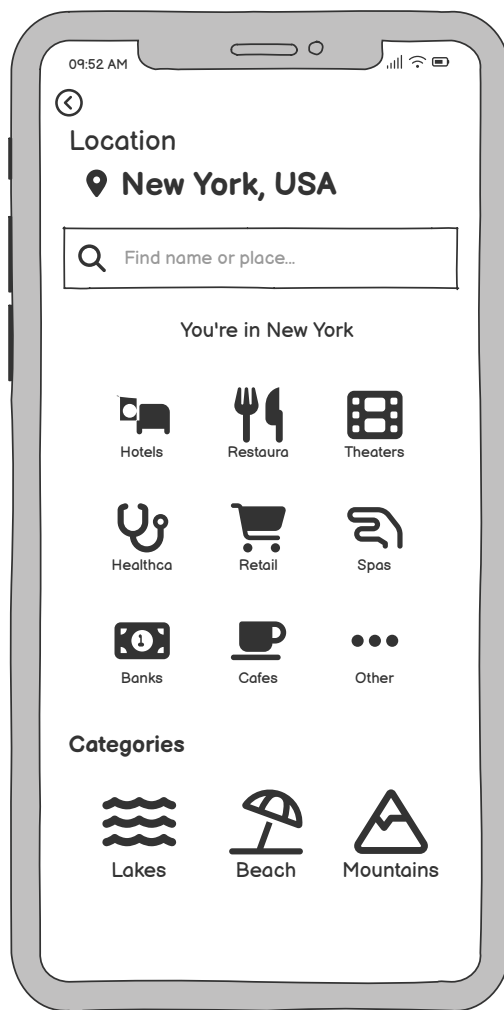 09:52 AM
Location
New York, USA
Find name or place...
You're in New York
Hotels Restaura Theaters
Healthca Retail Spas
1
Banks Cafes Other
Categories
Lakes Beach Mountains